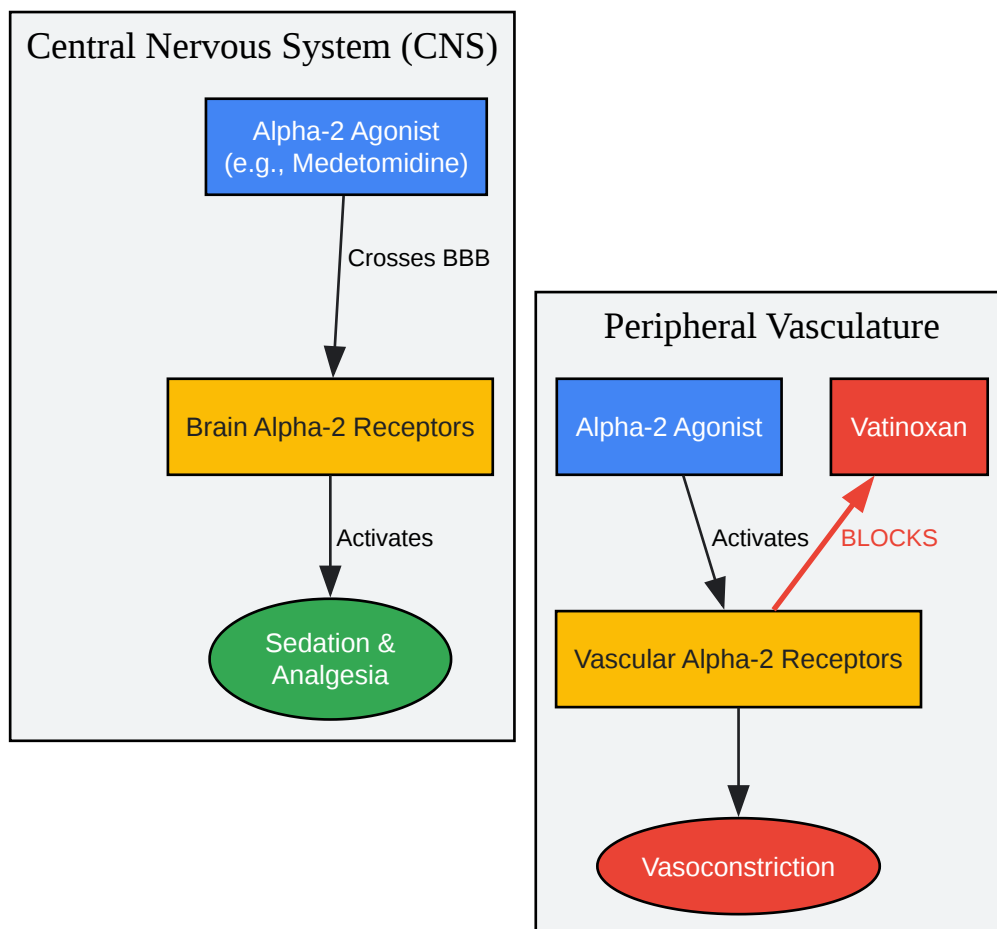 Central Nervous System (CNS)
Alpha-2 Agonist
(e.g., Medetomidine)
Crosses BBB
Brain Alpha-2 Receptors
Activates
Sedation &
Analgesia
Peripheral Vasculature
Alpha-2 Agonist
Vatinoxan
Activates
BLOCKS
Vascular Alpha-2 Receptors
Vasoconstriction